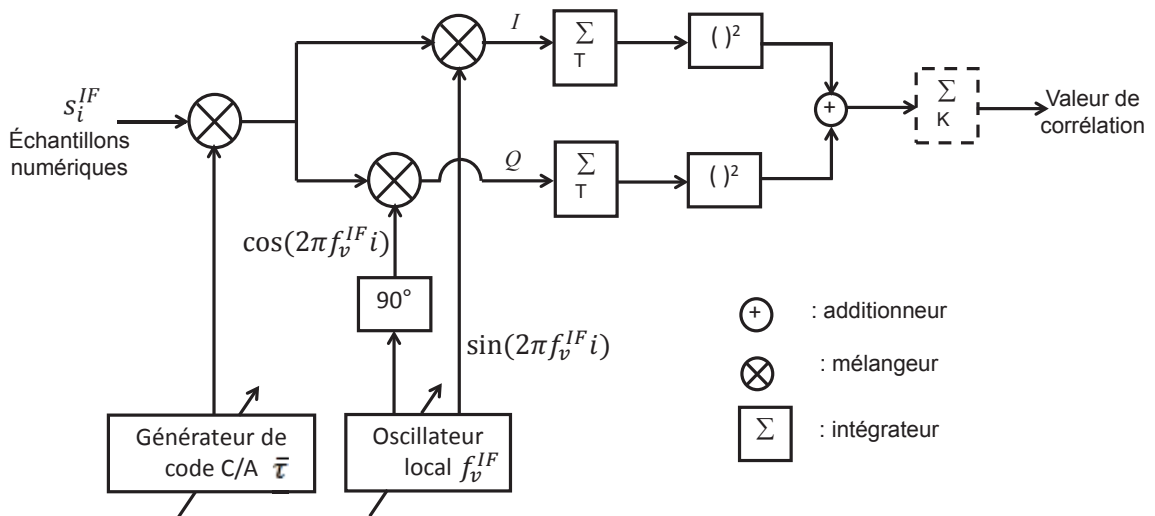 I
Σ
T
( )²
s_i^{IF}
Échantillons
numériques
+
Σ
K
Valeur de
corrélation
Q
Σ
T
( )²
cos(2πf_v^{IF}i)
90°
sin(2πf_v^{IF}i)
+ : additionneur
: mélangeur
Σ : intégrateur
Générateur de
code C/A τ̄
Oscillateur
local f_v^{IF}